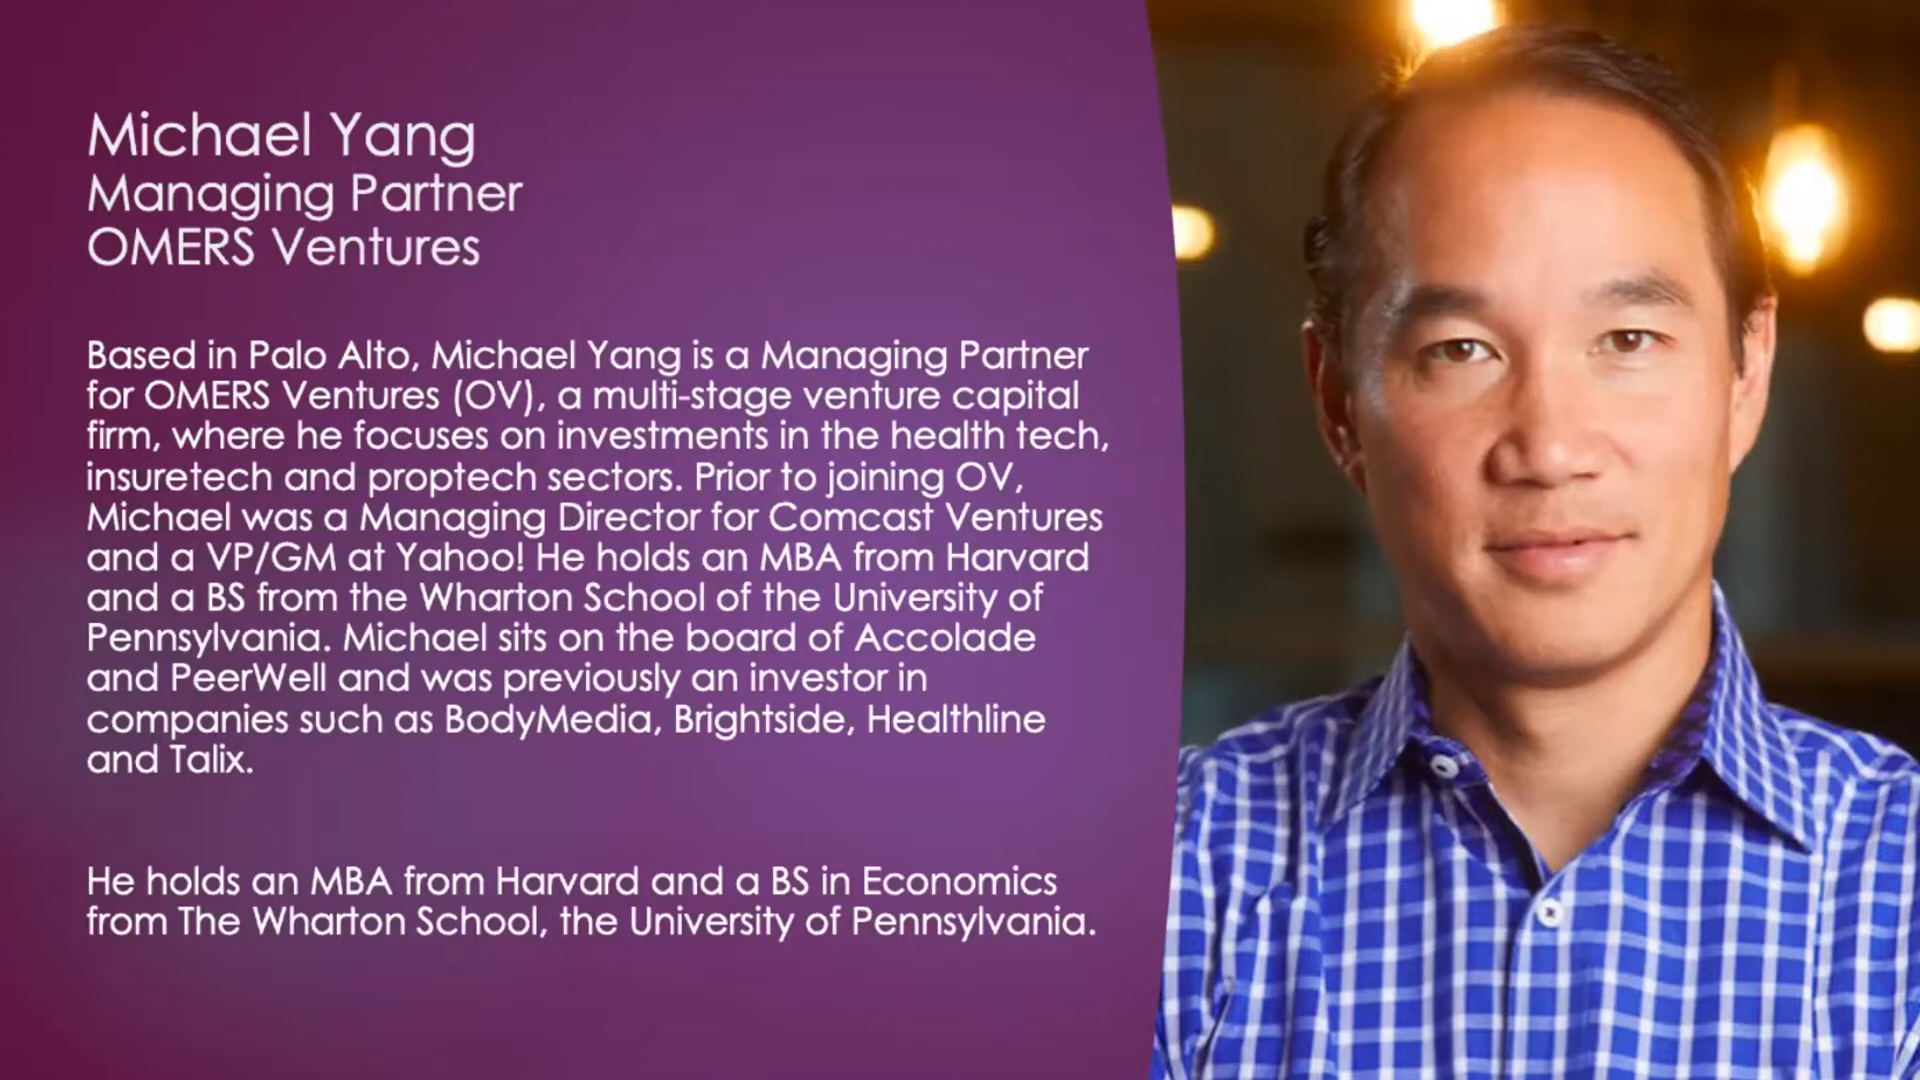 Michael Yang
Managing Partner
OMERS Ventures
Based in Palo Alto, Michael Yang is a Managing Partner
for OMERS Ventures (OV), a multi-stage venture capital
firm, where he focuses on investments in the health tech,
insuretech and proptech sectors. Prior to joining OV,
Michael was a Managing Director for Comcast Ventures
and a VP/GM at Yahoo! He holds an MBA from Harvard
and a BS from the Wharton School of the University of
Pennsylvania. Michael sits on the board of Accolade
and PeerWell and was previously an investor in
companies such as BodyMedia, Brightside, Healthline
and Talix.
He holds an MBA from Harvard and a BS in Economics
from The Wharton School, the University of Pennsylvania.